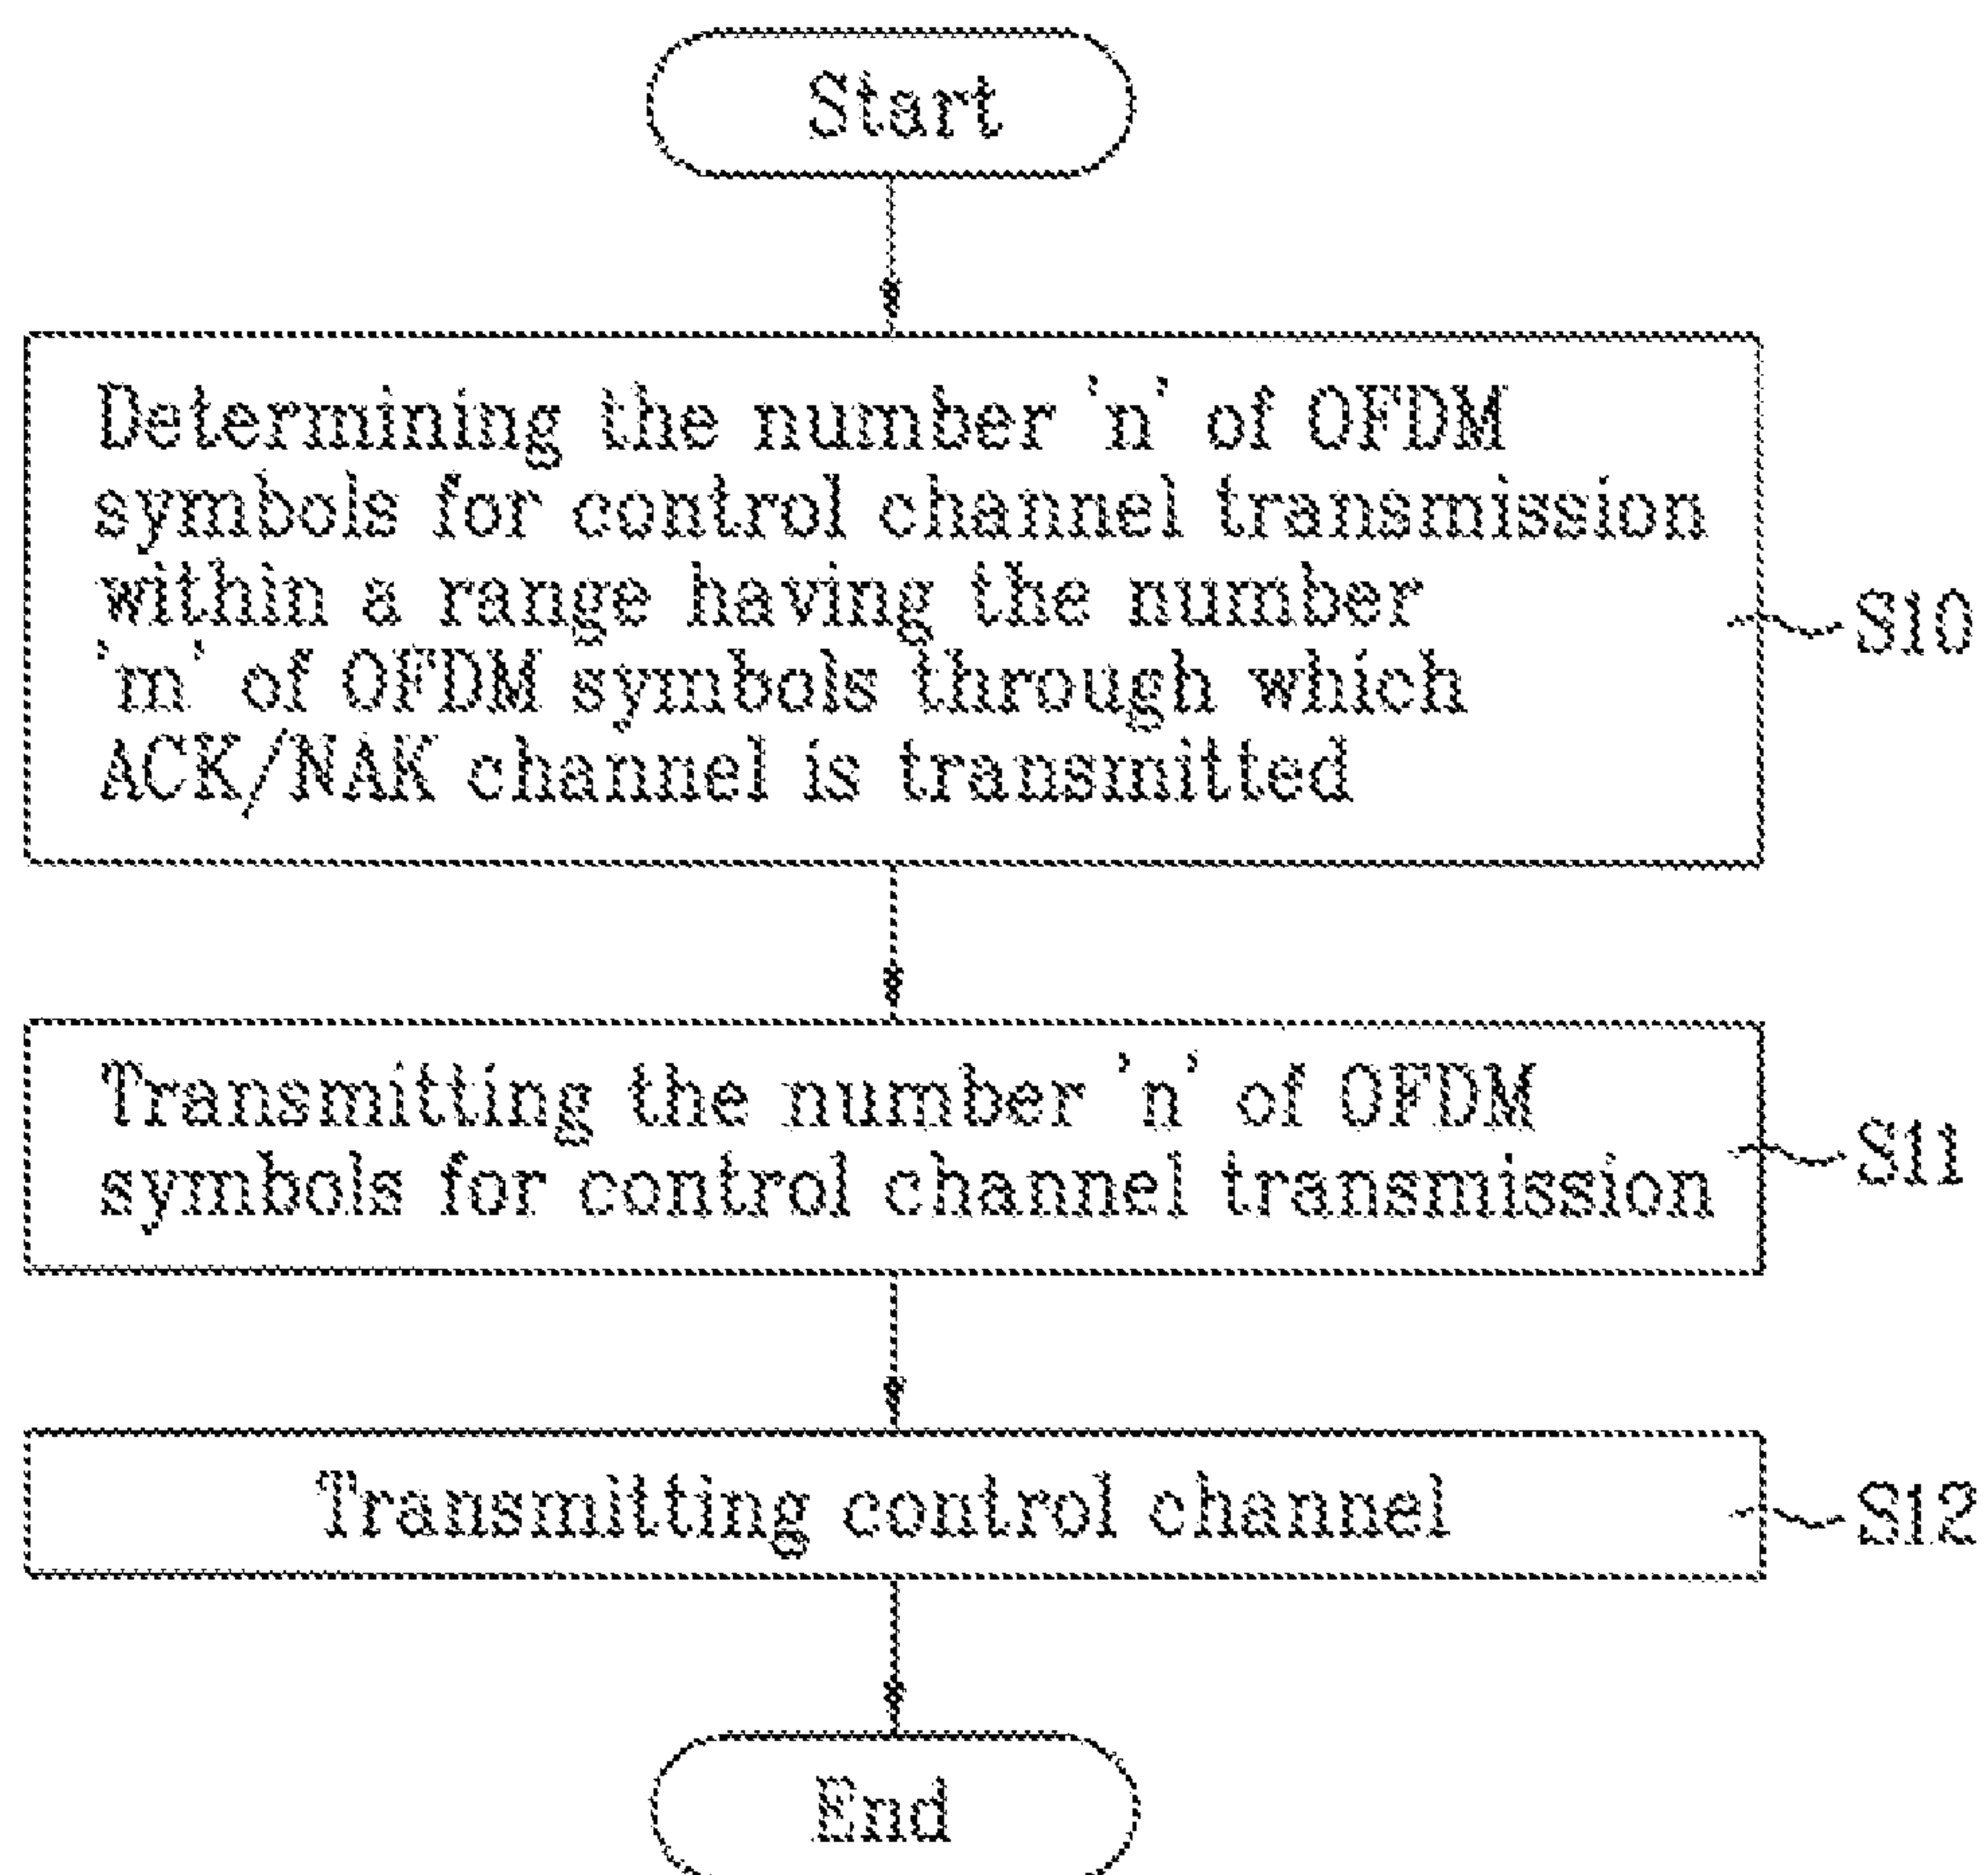 Start
Determining the number 'n' of OFDM
symbols for control channel transmission
within a range having the number
'm' of OFDM symbols through which
ACK/NAK channel is transmitted
S10
Transmitting the number 'n' of OFDM
symbols for control channel transmission
S11
Transmitting control channel
S12
End